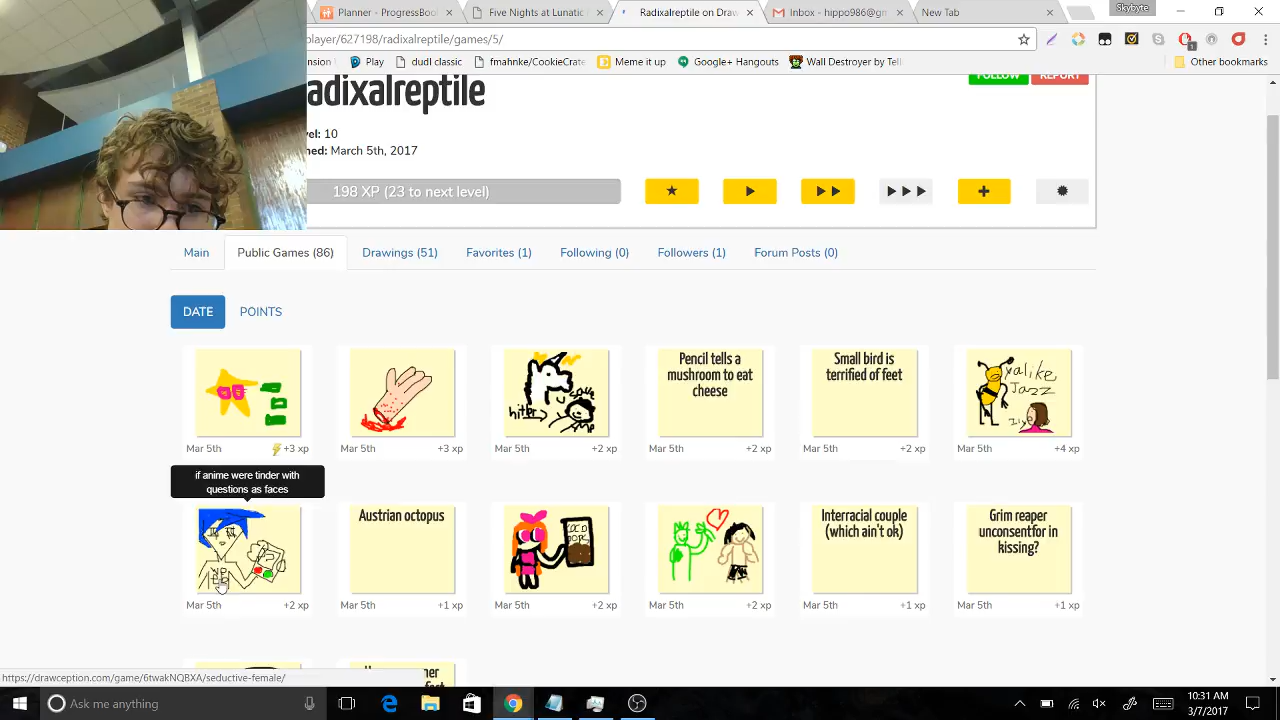 Planner - ProgressBook
Five Nights at Lunatic
Radixalreptile on Draw
Inbox - hippo986@gm
New Tab
Skybyte
player/627198/radixalreptile/games/5/
ension
Play
dudl classic
fmahnke/CookieCrate
Meme it up
Google+ Hangouts
Wall Destroyer by Tell
Other bookmarks
adixalreptile
FOLLOW
REPORT
vel: 10
ned: March 5th, 2017
198 XP (23 to next level)
Main
Public Games (86)
Drawings (51)
Favorites (1)
Following (0)
Followers (1)
Forum Posts (0)
DATE
POINTS
Pencil tells a
mushroom to eat
cheese
Small bird is
terrified of feet
Jazz
Mar 5th +3 xp
Mar 5th +3 xp
Mar 5th +2 xp
Mar 5th +2 xp
Mar 5th +2 xp
Mar 5th +4 xp
if anime were tinder with
questions as faces
Austrian octopus
Interracial couple
(which ain't ok)
Grim reaper
unconsentfor in
kissing?
Mar 5th +2 xp
Mar 5th +1 xp
Mar 5th +2 xp
Mar 5th +2 xp
Mar 5th +1 xp
Mar 5th +1 xp
https://drawception.com/game/6twakNQBXA/seductive-female/
Ask me anything
10:31 AM
3/7/2017